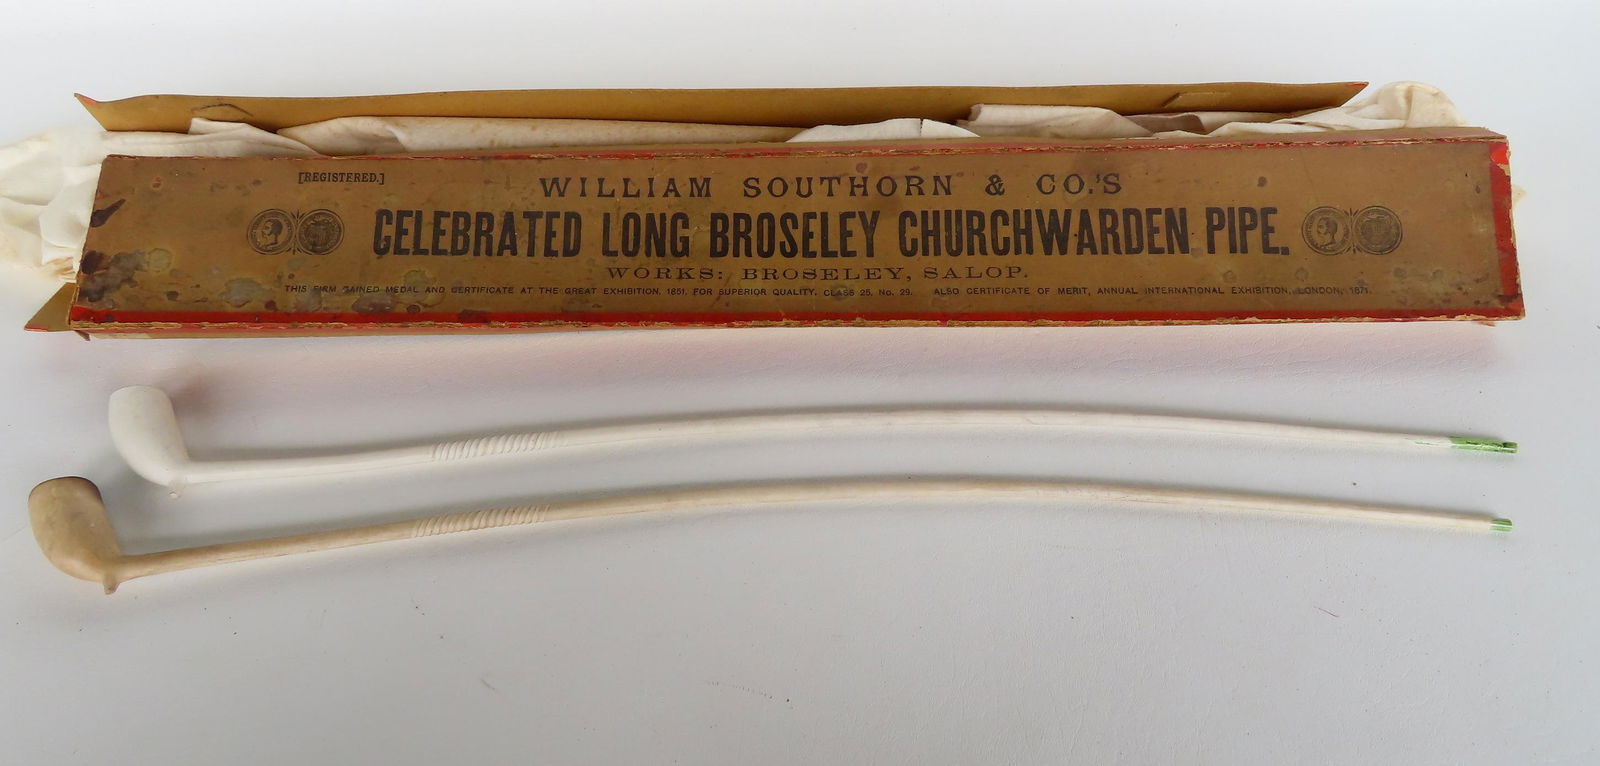 [REGISTERED.]
WILLIAM SOUTHORN & CO.'S
CELEBRATED LONG BROSELEY CHURCHWARDEN PIPE.
WORKS: BROSELEY, SALOP.
THIS FIRM GAINED MEDAL AND CERTIFICATE AT THE GREAT EXHIBITION, 1851, FOR SUPERIOR QUALITY, CLASS 25, No. 29. ALSO CERTIFICATE OF MERIT, ANNUAL INTERNATIONAL EXHIBITION, LONDON, 1871.